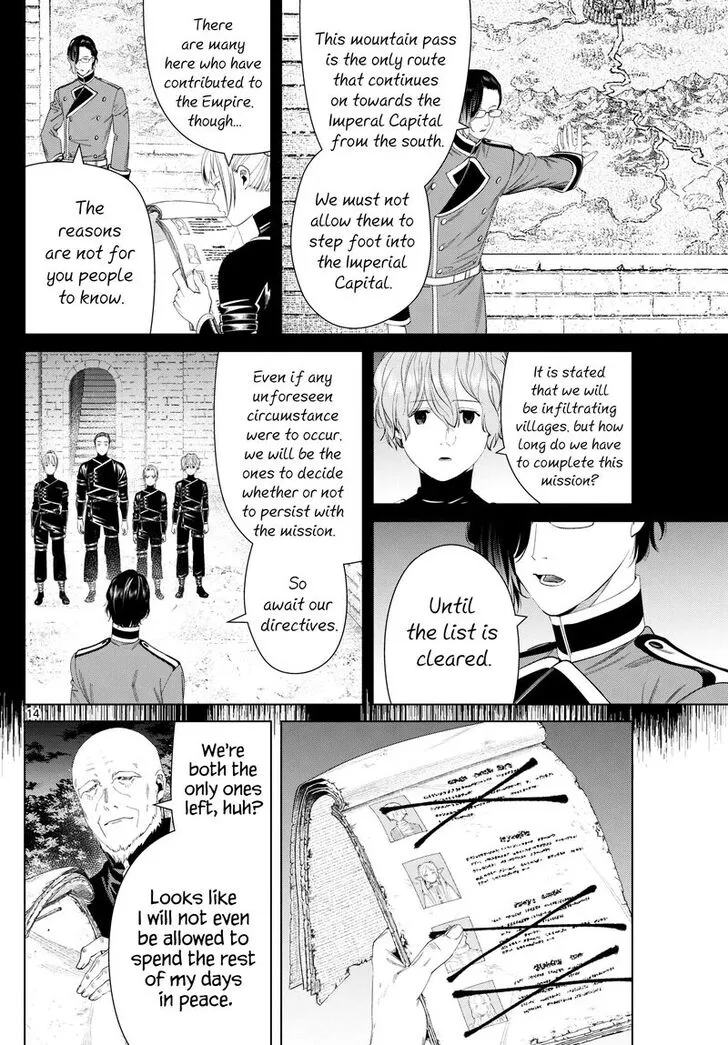 This mountain pass
is the only route
that continues
on towards the
Imperal Capital
from the south.
We must not
allow them to
step foot into
the Imperial
Capital.
There
are many
here who have
contributed to
the Empire,
though...
The
reasons
are not for
you people
to know.
It is stated
that we will
be infiltrating
villages, but how
long do we have
to complete this
mission?
Until
the list is
cleared.
Even if any
unforeseen
circumstance
were to occur,
we will be the
ones to decide
whether or not
to persist with
the mission.
So
await our
directives.
14
We're
both the
only ones
left, huh?
Looks like
I will not even
be allowed to
spend the rest
of my days
in peace.